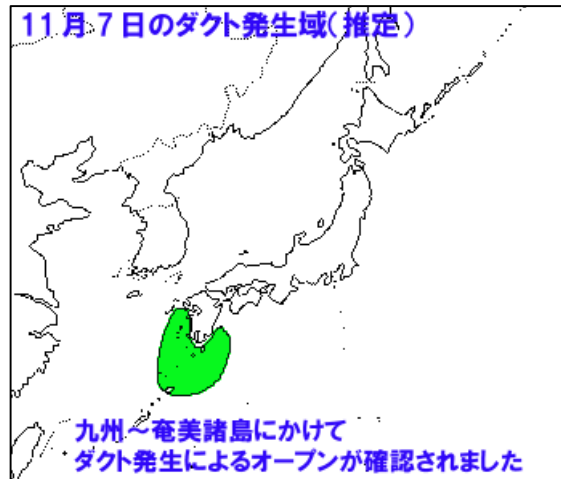 11月7日のダクト発生域(推定)
九州～奄美諸島にかけて
ダクト発生によるオープンが確認されました